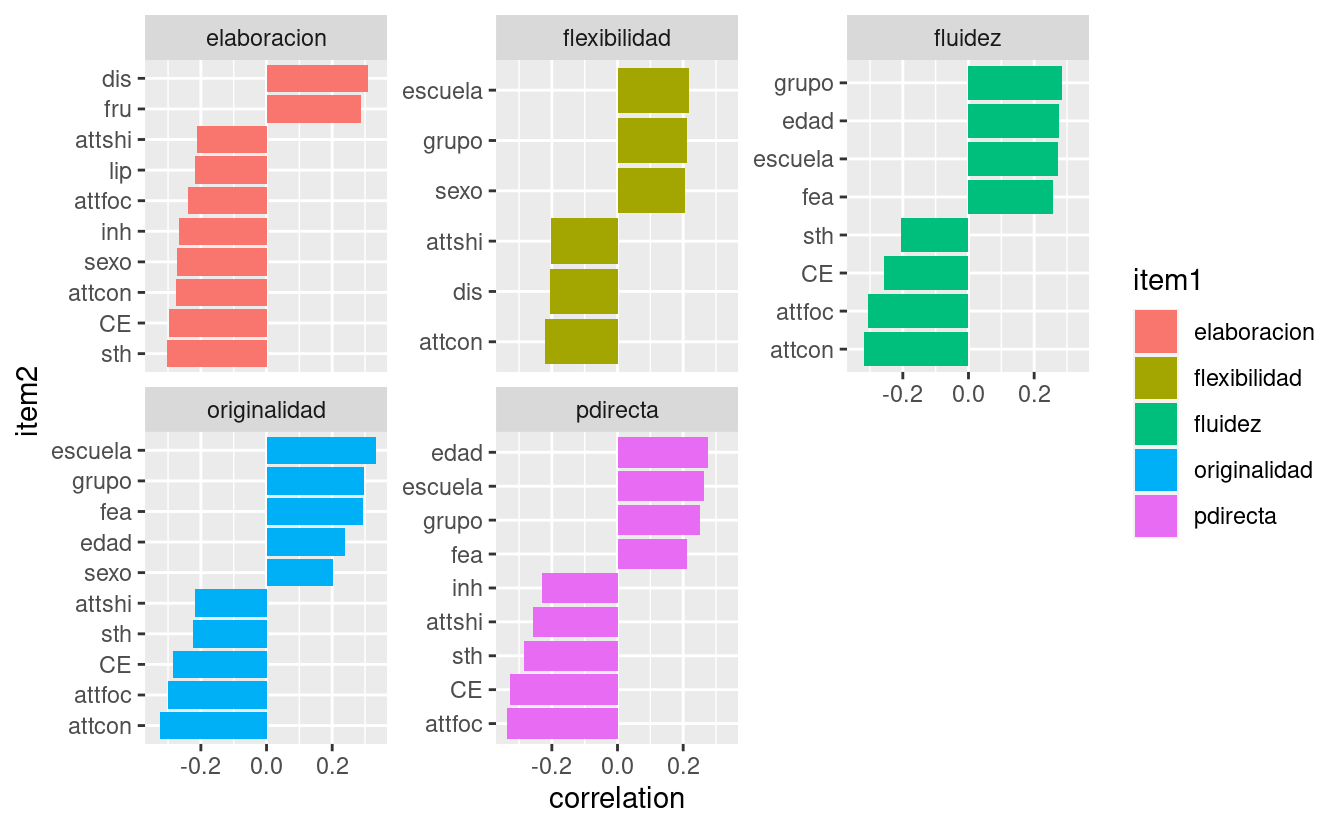 elaboracion
dis
fru
attshi
lip
attfoc
inh
sexo
attcon
CE
sth
flexibilidad
escuela
grupo
sexo
attshi
dis
attcon
fluidez
grupo
edad
escuela
fea
sth
CE
attfoc
attcon
-0.2 0.0 0.2
originalidad
escuela
grupo
fea
edad
sexo
attshi
sth
CE
attfoc
attcon
-0.2 0.0 0.2
pdirecta
edad
escuela
grupo
fea
inh
attshi
sth
CE
attfoc
-0.2 0.0 0.2
item2
correlation
item1
elaboracion
flexibilidad
fluidez
originalidad
pdirecta